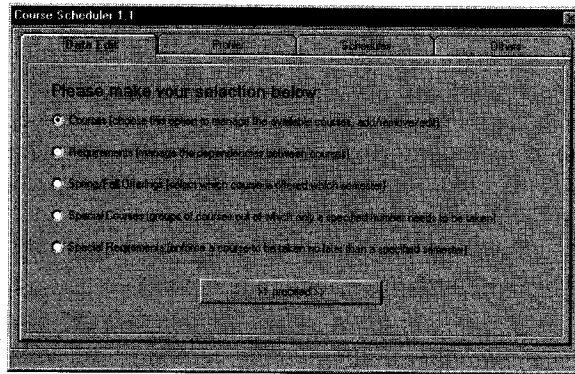 Course Scheduler 1.1
Data Edit Profiler Scheduler Others
Please make your selection below:
Courses [choose this option to manage the available courses, add/remove/edit]
Requirements [manage the dependencies between courses]
Spring/Fall Offerings [select which course is offered which semester]
Special Courses [groups of courses out of which only a specified number needs to be taken]
Special Requirements [enforce a course to be taken no later than a specified semester]
>> proceed >>